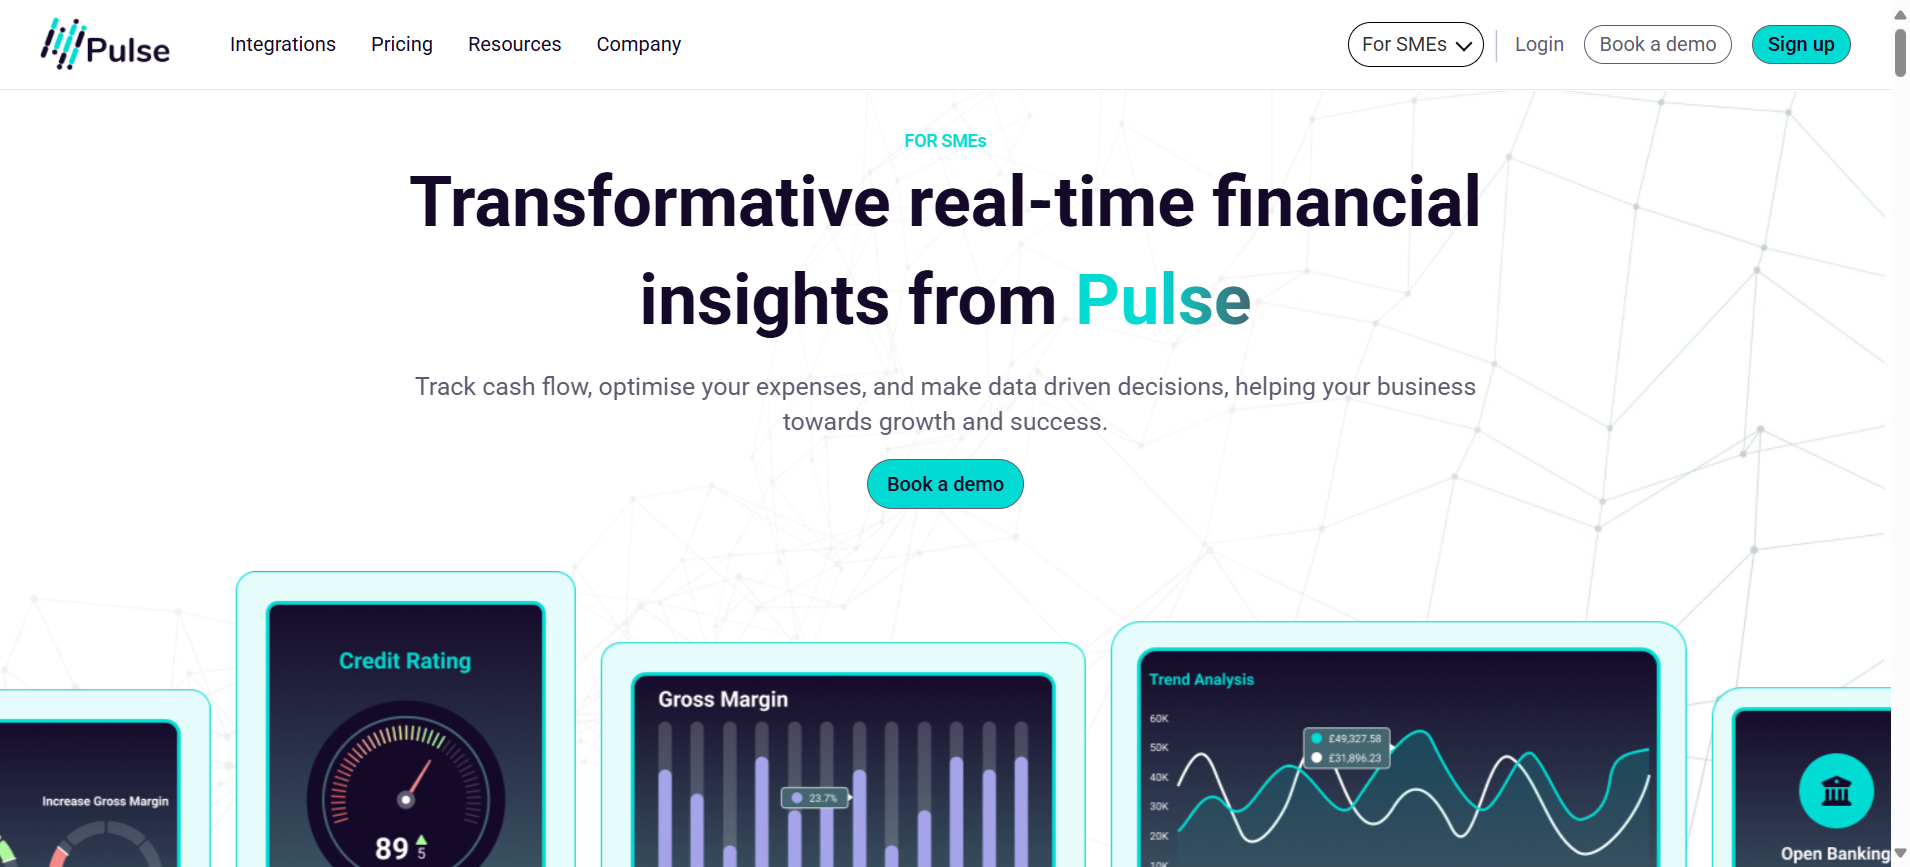 Pulse
Integrations
Pricing
Resources
Company
For SMEs
Login
Book a demo
Sign up
FOR SMEs
Transformative real-time financial
insights from Pulse
Track cash flow, optimise your expenses, and make data driven decisions, helping your business
towards growth and success.
Book a demo
Increase Gross Margin
Credit Rating
89
5
Gross Margin
23.7%
Trend Analysis
60K
50K
40K
30K
20K
10K
£49,327.58
£31,896.23
Open Banking